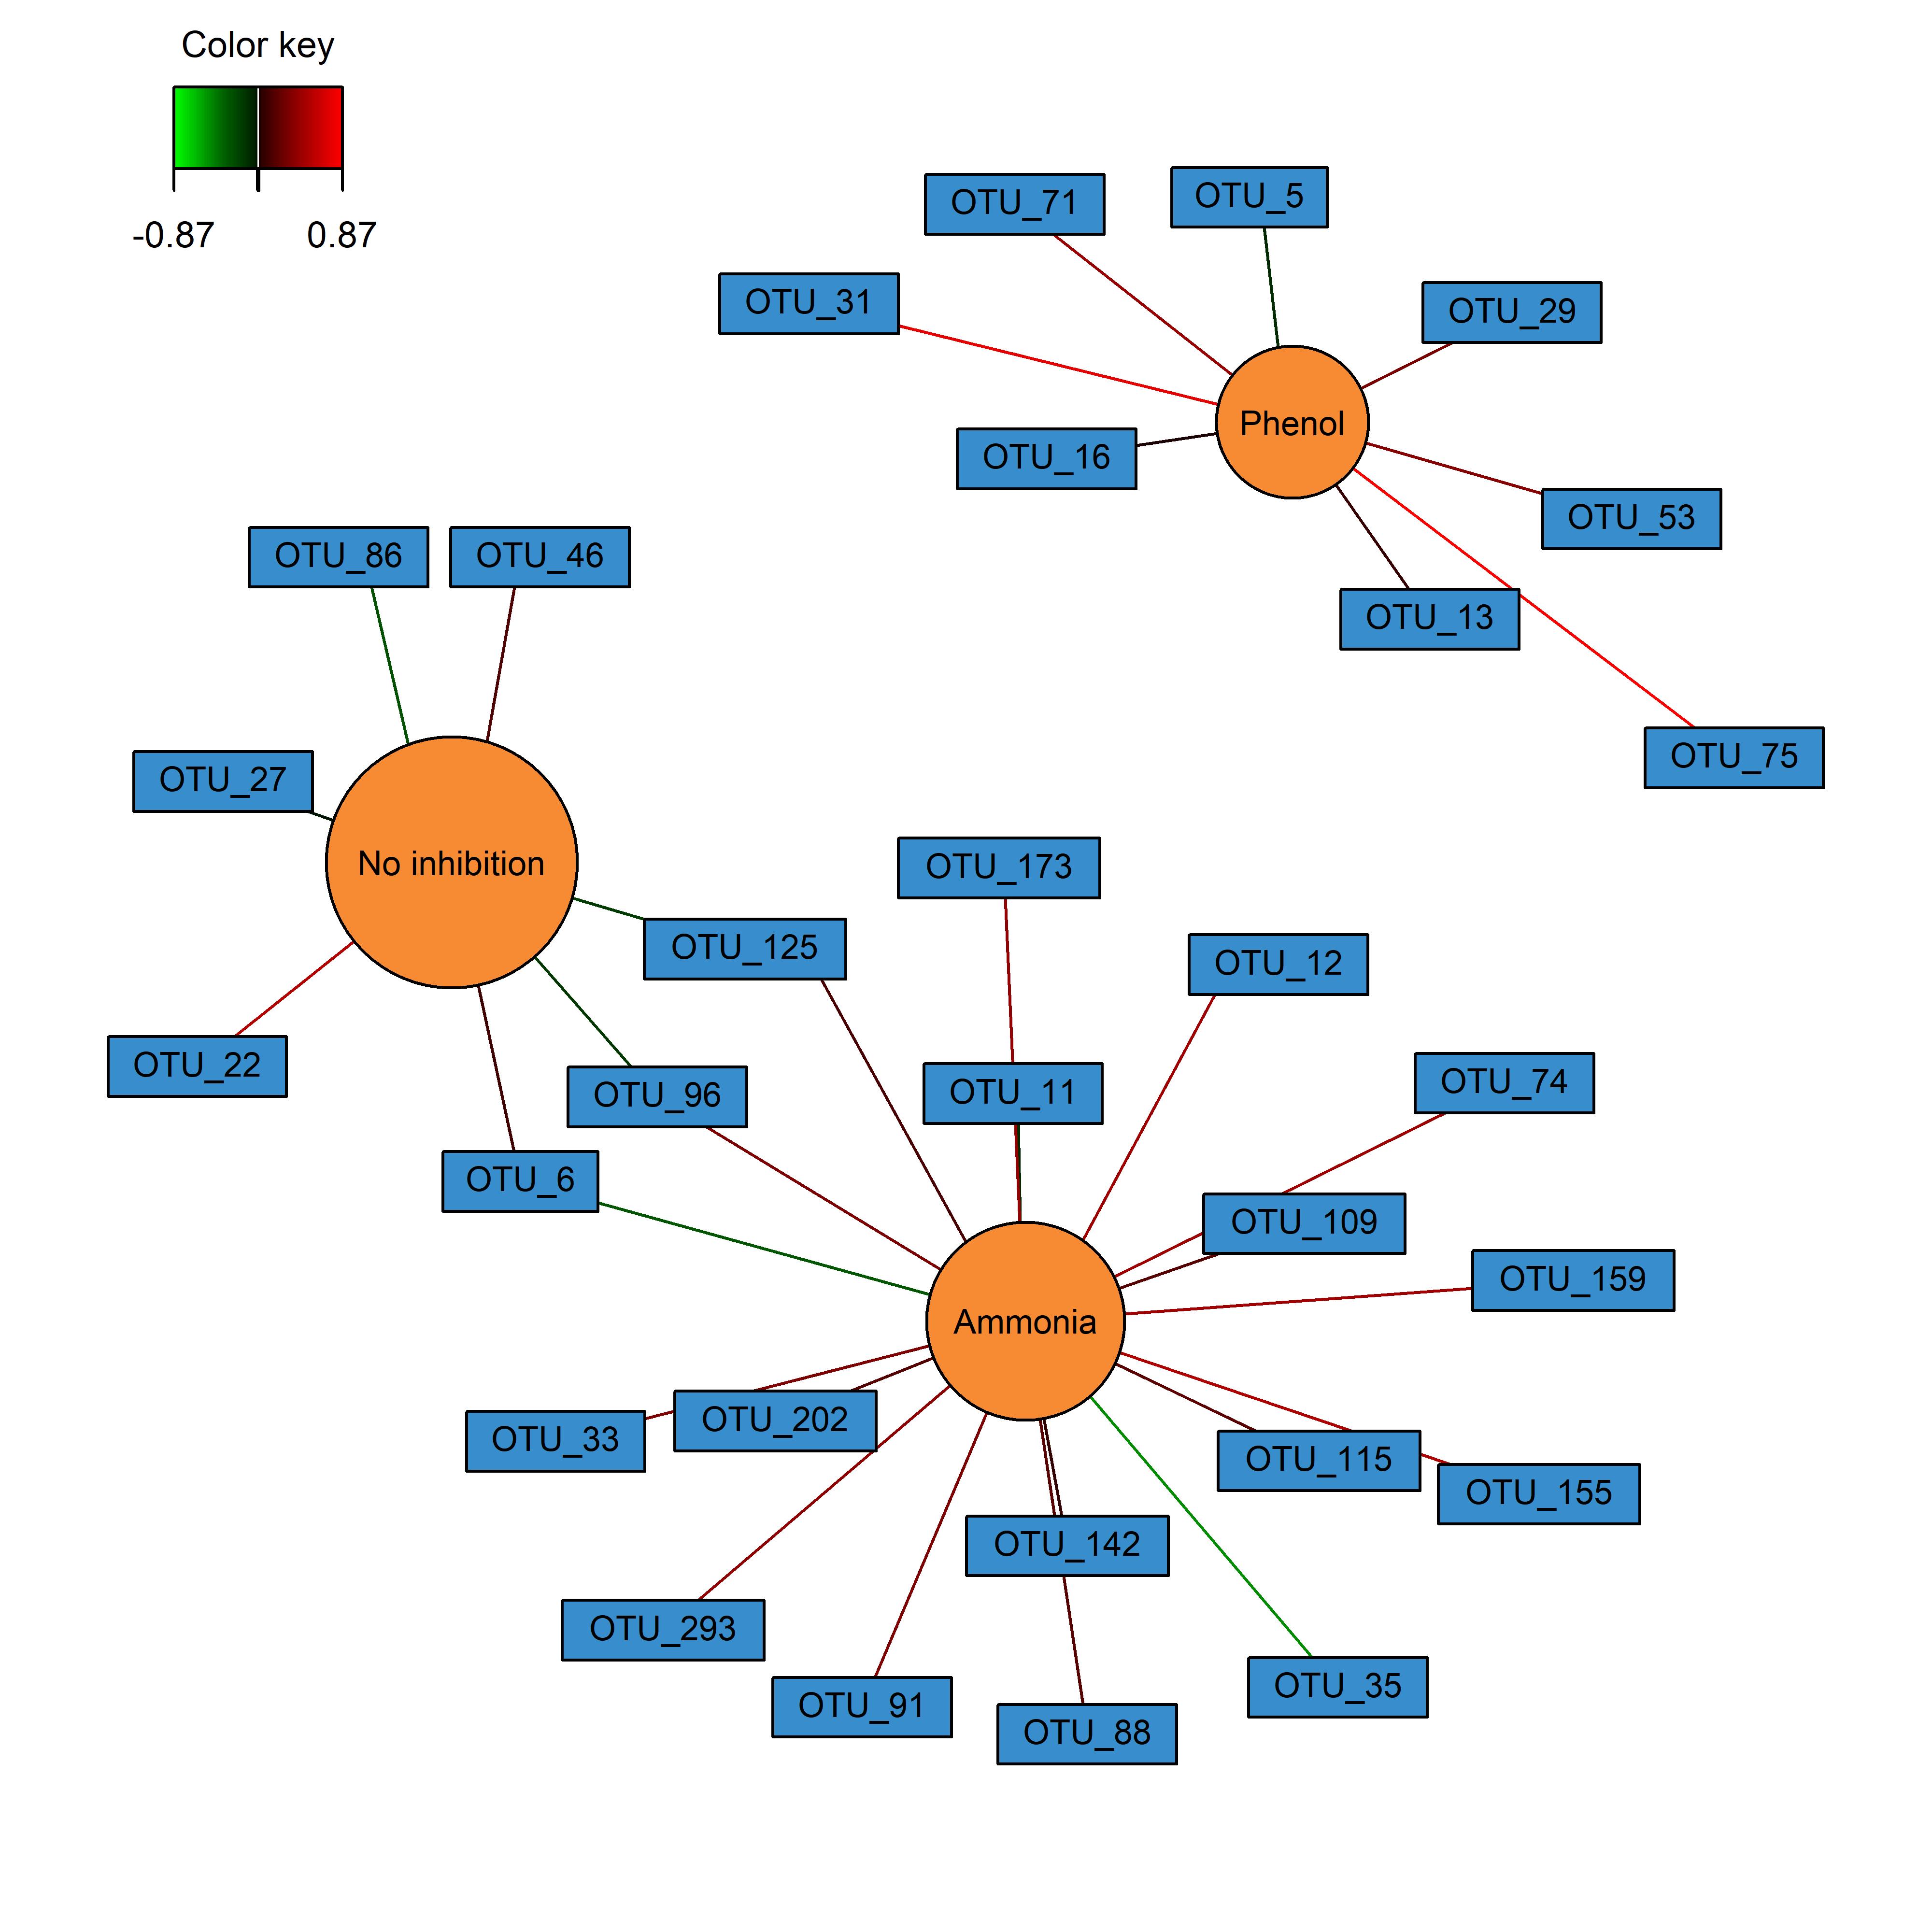 Color key
-0.87 0.87
OTU_71
OTU_5
OTU_31
OTU_29
Phenol
OTU_16
OTU_53
OTU_13
OTU_75
OTU_86
OTU_46
OTU_27
No inhibition
OTU_173
OTU_125
OTU_12
OTU_22
OTU_96
OTU_11
OTU_74
OTU_6
OTU_109
OTU_159
Ammonia
OTU_33
OTU_202
OTU_115
OTU_155
OTU_142
OTU_293
OTU_91
OTU_88
OTU_35